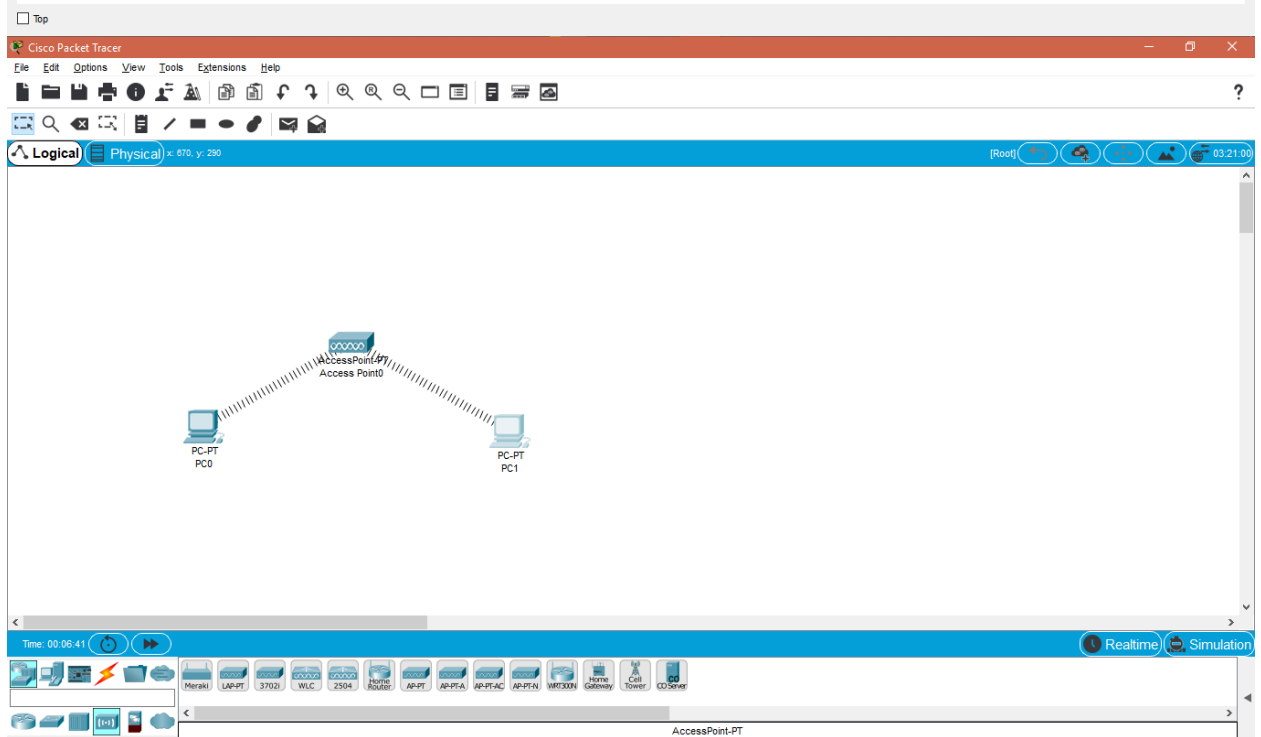 Top
Cisco Packet Tracer
File Edit Options View Tools Extensions Help
?
Logical Physical x: 670, y: 290 [Root] 03:21:00
AccessPoint-PT
Access Point0
PC-PT
PC0
PC-PT
PC1
Time: 00:06:41 Realtime Simulation
Meraki LAP-PT 3702i WLC 2504 Home Router AP-PT AP-PT-A AP-PT-AC AP-PT-N WRT300N Home Gateway Cell Tower CO Server
AccessPoint-PT